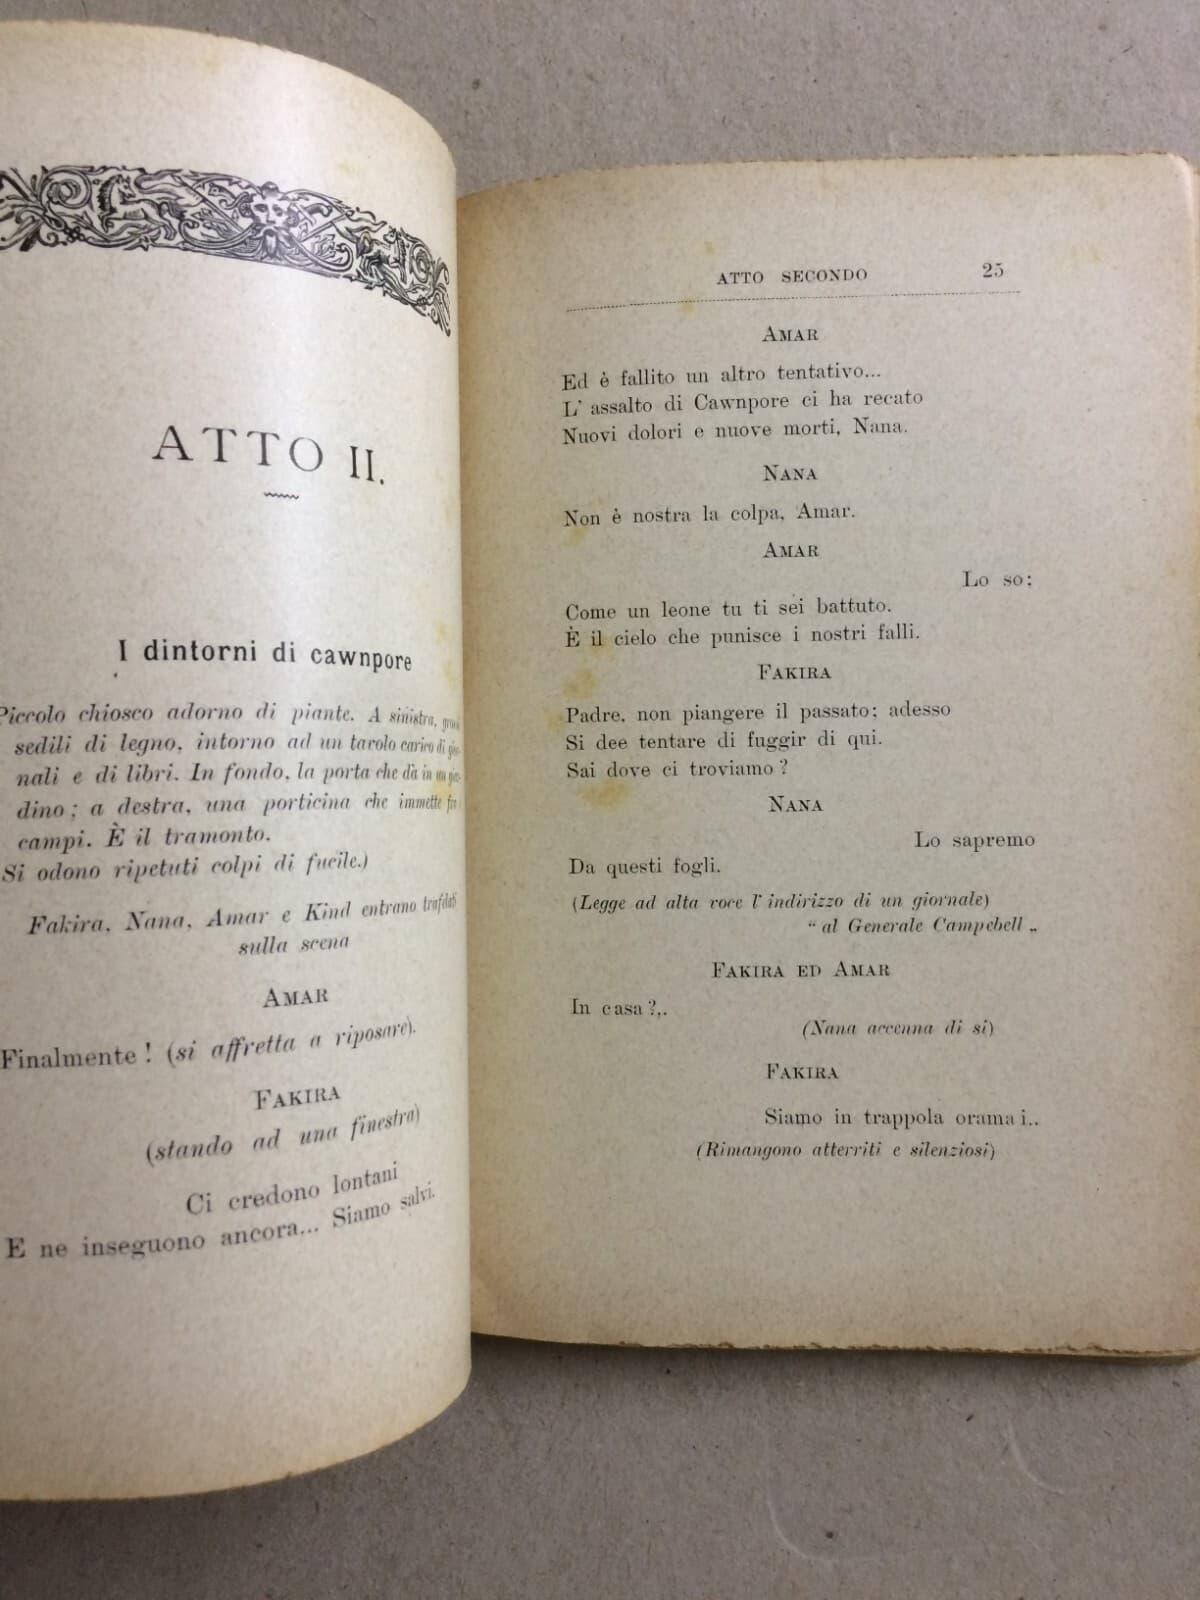 ATTO II.
I dintorni di cawnpore
Piccolo chiosco adorno di piante. A sinistra,
sedili di legno, intorno ad un tavolo carico di gior-
nali e di libri. In fondo, la porta che dà in un giar-
dino; a destra, una porticina che immette
campi. È il tramonto.
Si odono ripetuti colpi di fucile.)
Fakira, Nana, Amar e Kind entrano trafelati
sulla scena
AMAR
Finalmente! (si affretta a riposare).
FAKIRA
(stando ad una finestra)
Ci credono lontani
E ne inseguono ancora... Siamo salvi.
ATTO SECONDO 25
AMAR
Ed è fallito un altro tentativo...
L' assalto di Cawnpore ci ha recato
Nuovi dolori e nuove morti, Nana.
NANA
Non è nostra la colpa, Amar.
AMAR
Lo so;
Come un leone tu ti sei battuto.
È il cielo che punisce i nostri falli.
FAKIRA
Padre, non piangere il passato; adesso
Si dee tentare di fuggir di qui.
Sai dove ci troviamo?
NANA
Lo sapremo
Da questi fogli.
(Legge ad alta voce l' indirizzo di un giornale)
“ al Generale Campebell „
FAKIRA ED AMAR
In casa?,.
(Nana accenna di si)
FAKIRA
Siamo in trappola oramai..
(Rimangono atterriti e silenziosi)